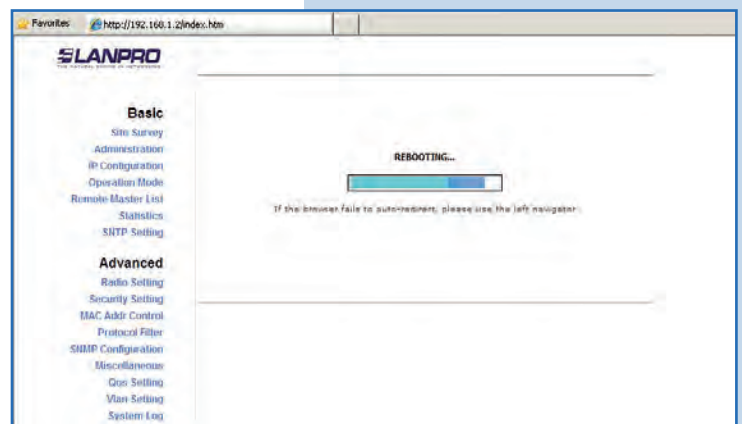 Favorites http://192.168.1.2/index.htm
LANPRO
Basic
Site Survey
Administration
IP Configuration
Operation Mode
Remote Master List
Statistics
SNTP Setting
Advanced
Radio Setting
Security Setting
MAC Addr Control
Protocol Filter
SNMP Configuration
Miscellaneous
Qos Setting
Vlan Setting
System Log
REBOOTING...
If the browser fails to auto-redirect, please use the left navigator